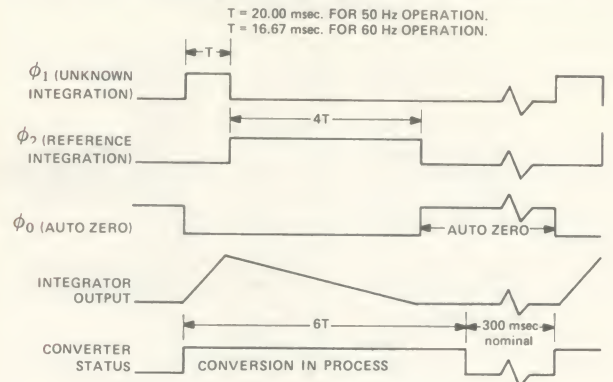 T = 20.00 msec. FOR 50 Hz OPERATION.
T = 16.67 msec. FOR 60 Hz OPERATION.
T
ϕ1 (UNKNOWN
INTEGRATION)
4T
ϕ2 (REFERENCE
INTEGRATION)
ϕ0 (AUTO ZERO)
AUTO ZERO
INTEGRATOR
OUTPUT
6T
300 msec
nominal
CONVERTER
STATUS
CONVERSION IN PROCESS